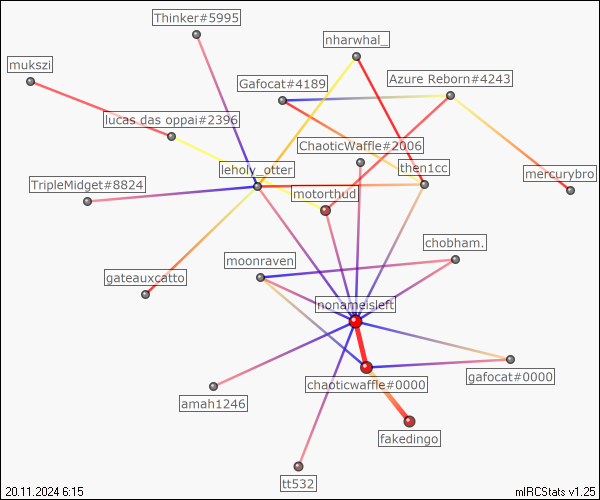 Thinker#5995
nharwhal_
mukszi
Azure Reborn#4243
Gafocat#4189
lucas das oppai#2396
ChaoticWaffle#2006
leholy_otter
then1cc
mercurybro
TripleMidget#8824
motorthud
chobham.
moonraven
gateauxcatto
nonameisleft
gafocat#0000
chaoticwaffle#0000
amah1246
fakedingo
tt532
20.11.2024 6:15
mIRCStats v1.25